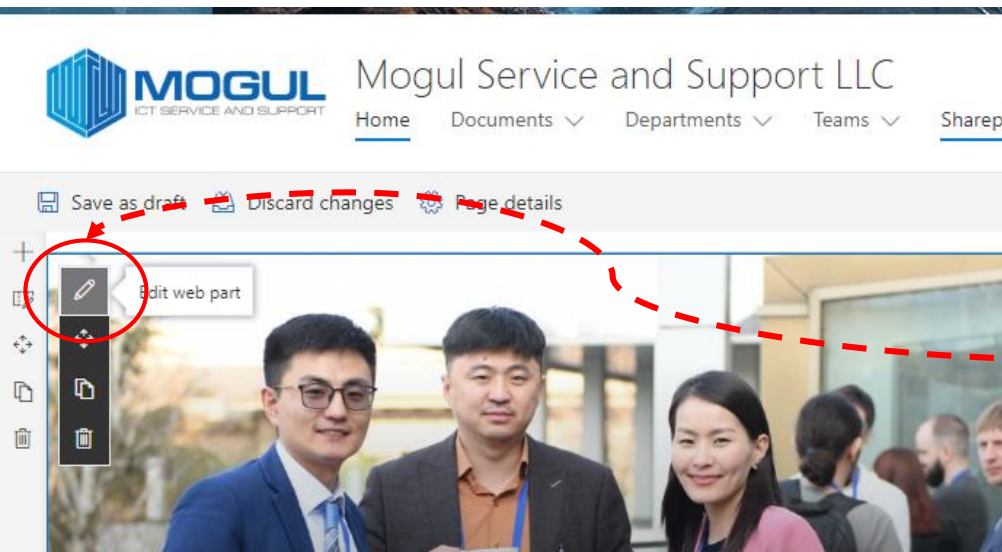 Mogul Service and Support LLC
MOGUL
ICT SERVICE AND SUPPORT
Home Documents Departments Teams Sharep
Save as draft Discard changes Page details
Edit web part